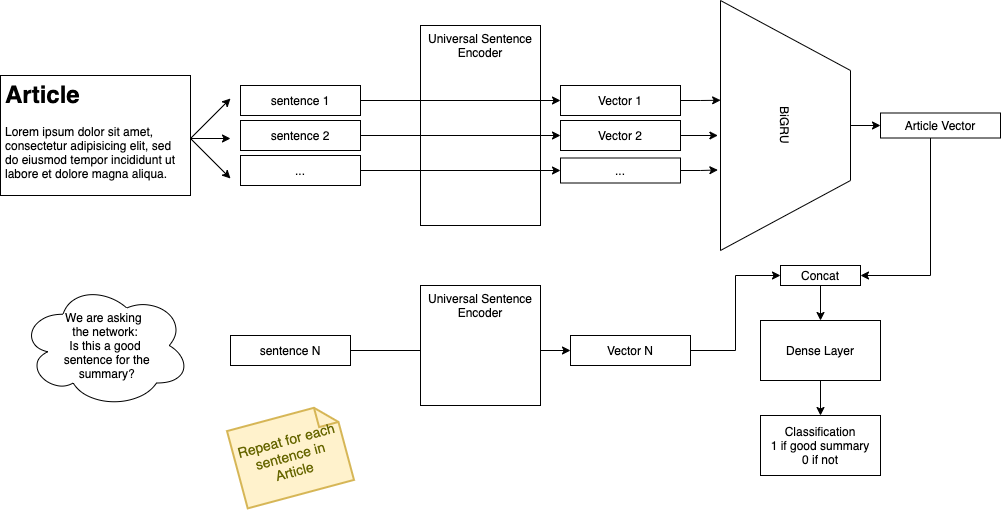 Universal Sentence
Encoder
Article
Lorem ipsum dolor sit amet,
consectetur adipisicing elit, sed
do eiusmod tempor incididunt ut
labore et dolore magna aliqua.
sentence 1
Vector 1
sentence 2
Vector 2
...
...
BiGRU
Article Vector
Concat
We are asking
the network:
Is this a good
sentence for the
summary?
sentence N
Universal Sentence
Encoder
Vector N
Dense Layer
Repeat for each
sentence in
Article
Classification
1 if good summary
0 if not